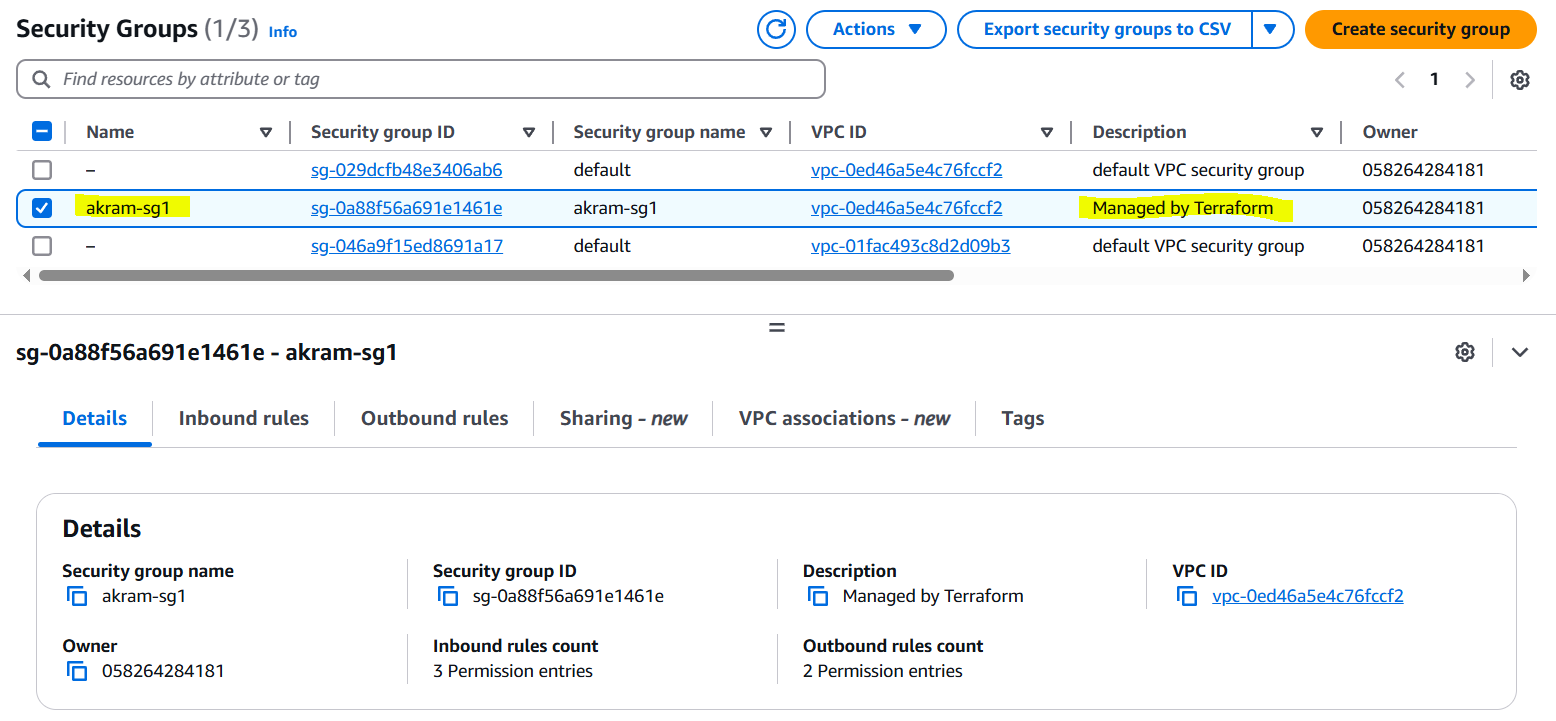 Security Groups (1/3) Info Actions Export security groups to CSV Create security group
Find resources by attribute or tag 1
Name Security group ID Security group name VPC ID Description Owner
– sg-029dcfb48e3406ab6 default vpc-0ed46a5e4c76fccf2 default VPC security group 058264284181
akram-sg1 sg-0a88f56a691e1461e akram-sg1 vpc-0ed46a5e4c76fccf2 Managed by Terraform 058264284181
– sg-046a9f15ed8691a17 default vpc-01fac493c8d2d09b3 default VPC security group 058264284181
sg-0a88f56a691e1461e - akram-sg1
Details Inbound rules Outbound rules Sharing - new VPC associations - new Tags
Details
Security group name Security group ID Description VPC ID
akram-sg1 sg-0a88f56a691e1461e Managed by Terraform vpc-0ed46a5e4c76fccf2
Owner Inbound rules count Outbound rules count
058264284181 3 Permission entries 2 Permission entries